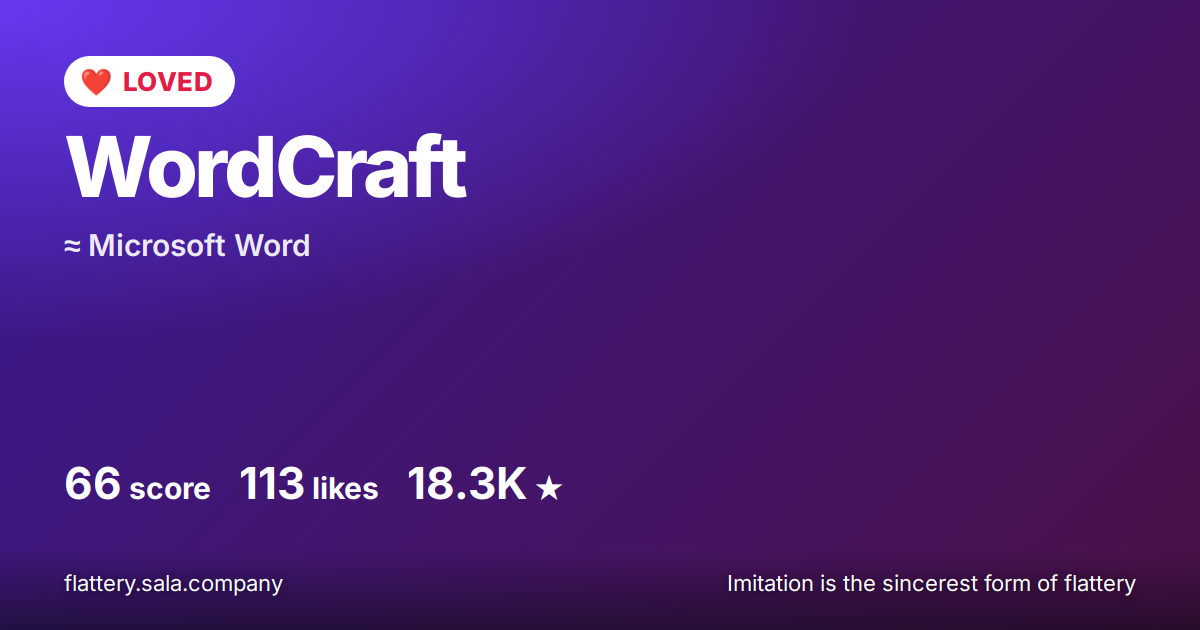 ❤️ LOVED
WordCraft
≈ Microsoft Word
66 score 113 likes 18.3K ★
flattery.sala.company
Imitation is the sincerest form of flattery